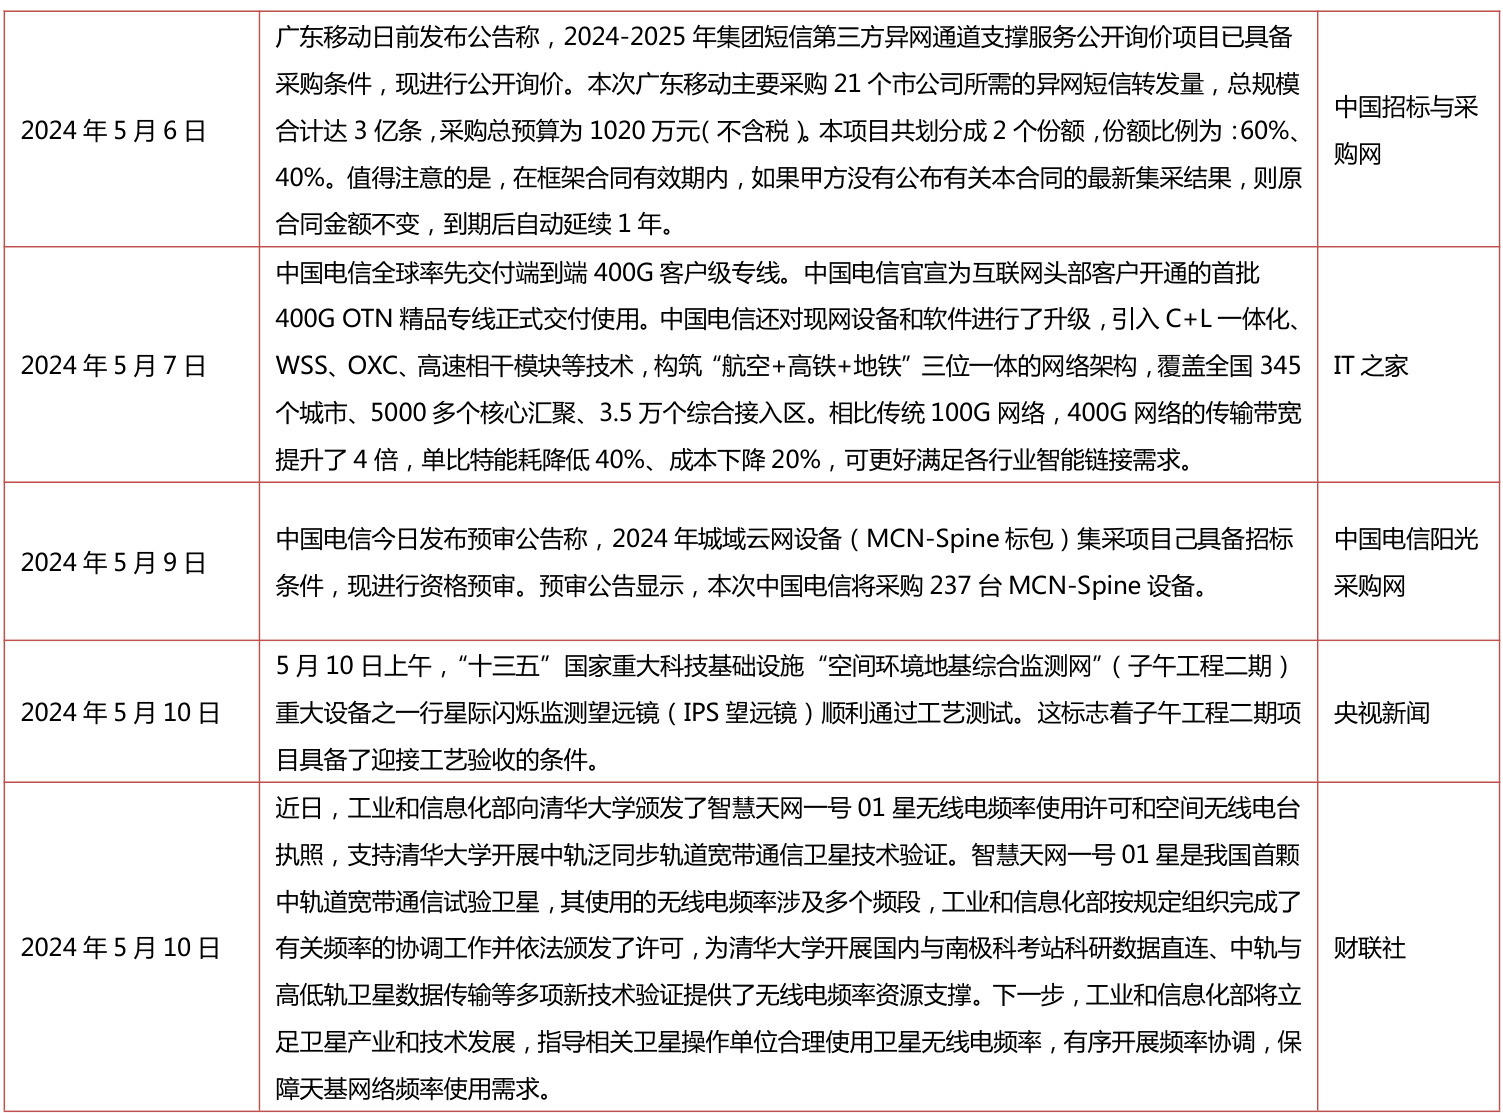 2024 年 5 月 6 日
广东移动日前发布公告称，2024-2025 年集团短信第三方异网通道支撑服务公开询价项目已具备
采购条件，现进行公开询价。本次广东移动主要采购 21 个市公司所需的异网短信转发量，总规模
合计达 3 亿条，采购总预算为 1020 万元（不含税）。本项目共划分成 2 个份额，份额比例为：60%、
40%。值得注意的是，在框架合同有效期内，如果甲方没有公布有关本合同的最新集采结果，则原
合同金额不变，到期后自动延续 1 年。
中国招标与采
购网
2024 年 5 月 7 日
中国电信全球率先交付端到端 400G 客户级专线。中国电信官宣为互联网头部客户开通的首批
400G OTN 精品专线正式交付使用。中国电信还对现网设备和软件进行了升级，引入 C+L 一体化、
WSS、OXC、高速相干模块等技术，构筑“航空+高铁+地铁”三位一体的网络架构，覆盖全国 345
个城市、5000 多个核心汇聚、3.5 万个综合接入区。相比传统 100G 网络，400G 网络的传输带宽
提升了 4 倍，单比特能耗降低 40%、成本下降 20%，可更好满足各行业智能链接需求。
IT 之家
2024 年 5 月 9 日
中国电信今日发布预审公告称，2024 年城域云网设备（MCN-Spine 标包）集采项目己具备招标
条件，现进行资格预审。预审公告显示，本次中国电信将采购 237 台 MCN-Spine 设备。
中国电信阳光
采购网
2024 年 5 月 10 日
5 月 10 日上午，“十三五”国家重大科技基础设施“空间环境地基综合监测网”（子午工程二期）
重大设备之一行星际闪烁监测望远镜（IPS 望远镜）顺利通过工艺测试。这标志着子午工程二期项
目具备了迎接工艺验收的条件。
央视新闻
2024 年 5 月 10 日
近日，工业和信息化部向清华大学颁发了智慧天网一号 01 星无线电频率使用许可和空间无线电台
执照，支持清华大学开展中轨泛同步轨道宽带通信卫星技术验证。智慧天网一号 01 星是我国首颗
中轨道宽带通信试验卫星，其使用的无线电频率涉及多个频段，工业和信息化部按规定组织完成了
有关频率的协调工作并依法颁发了许可，为清华大学开展国内与南极科考站科研数据直连、中轨与
高低轨卫星数据传输等多项新技术验证提供了无线电频率资源支撑。下一步，工业和信息化部将立
足卫星产业和技术发展，指导相关卫星操作单位合理使用卫星无线电频率，有序开展频率协调，保
障天基网络频率使用需求。
财联社